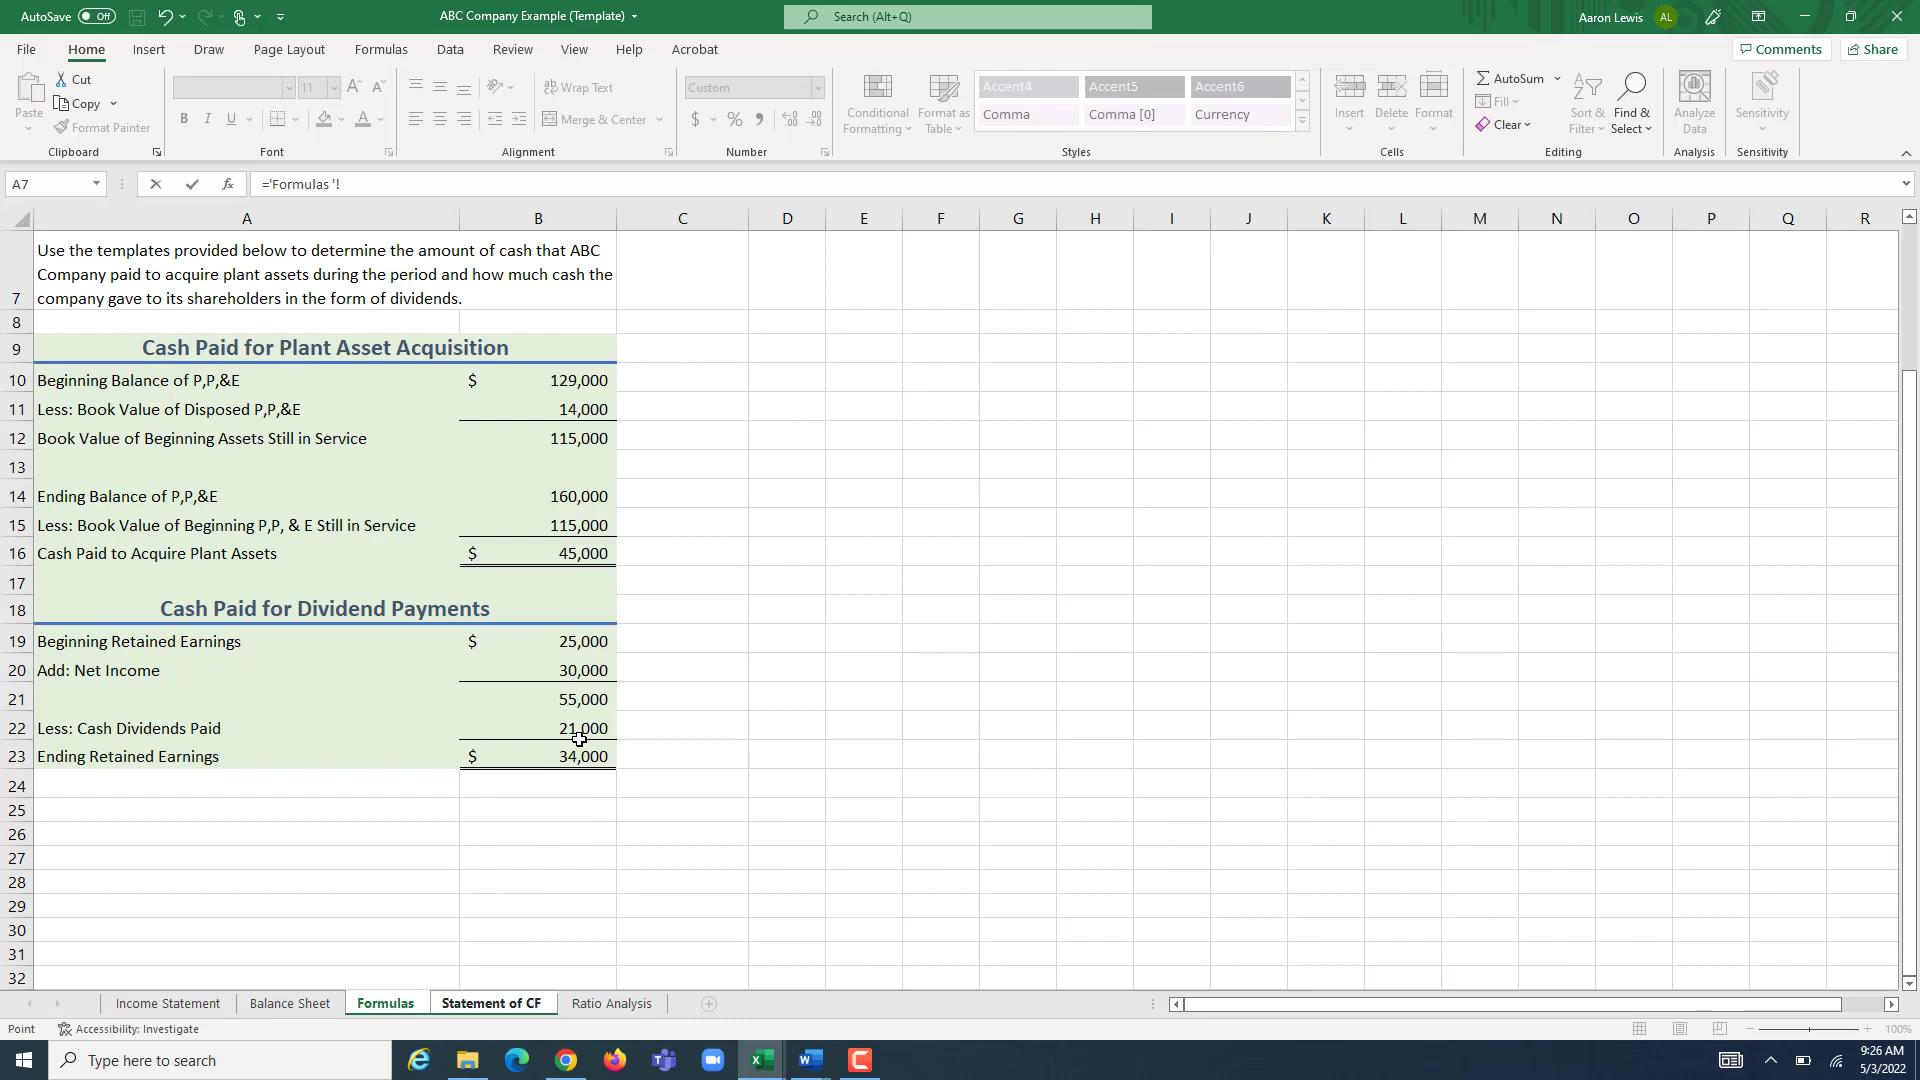 AutoSave Off
ABC Company Example (Template)
Search (Alt+Q)
Aaron Lewis AL
File Home Insert Draw Page Layout Formulas Data Review View Help Acrobat
Comments Share
Paste
Cut
Copy
Format Painter
Clipboard
11 A A
B I U A
Font
Wrap Text
Merge & Center
Alignment
Custom
$ % 9
Number
Conditional Formatting
Format as Table
Accent4 Accent5 Accent6
Comma Comma [0] Currency
Styles
Insert Delete Format
Cells
AutoSum
Fill
Clear
Sort & Filter
Find & Select
Editing
Analyze Data
Analysis
Sensitivity
Sensitivity
A7 fx ='Formulas '!
A B C D E F G H I J K L M N O P Q R
Use the templates provided below to determine the amount of cash that ABC
Company paid to acquire plant assets during the period and how much cash the
7 company gave to its shareholders in the form of dividends.
8
9 Cash Paid for Plant Asset Acquisition
10 Beginning Balance of P,P,&E $ 129,000
11 Less: Book Value of Disposed P,P,&E 14,000
12 Book Value of Beginning Assets Still in Service 115,000
13
14 Ending Balance of P,P,&E 160,000
15 Less: Book Value of Beginning P,P, & E Still in Service 115,000
16 Cash Paid to Acquire Plant Assets $ 45,000
17
18 Cash Paid for Dividend Payments
19 Beginning Retained Earnings $ 25,000
20 Add: Net Income 30,000
21 55,000
22 Less: Cash Dividends Paid 21,000
23 Ending Retained Earnings $ 34,000
24
25
26
27
28
29
30
31
32
Income Statement Balance Sheet Formulas Statement of CF Ratio Analysis
Point Accessibility: Investigate 100%
Type here to search
9:26 AM
5/3/2022